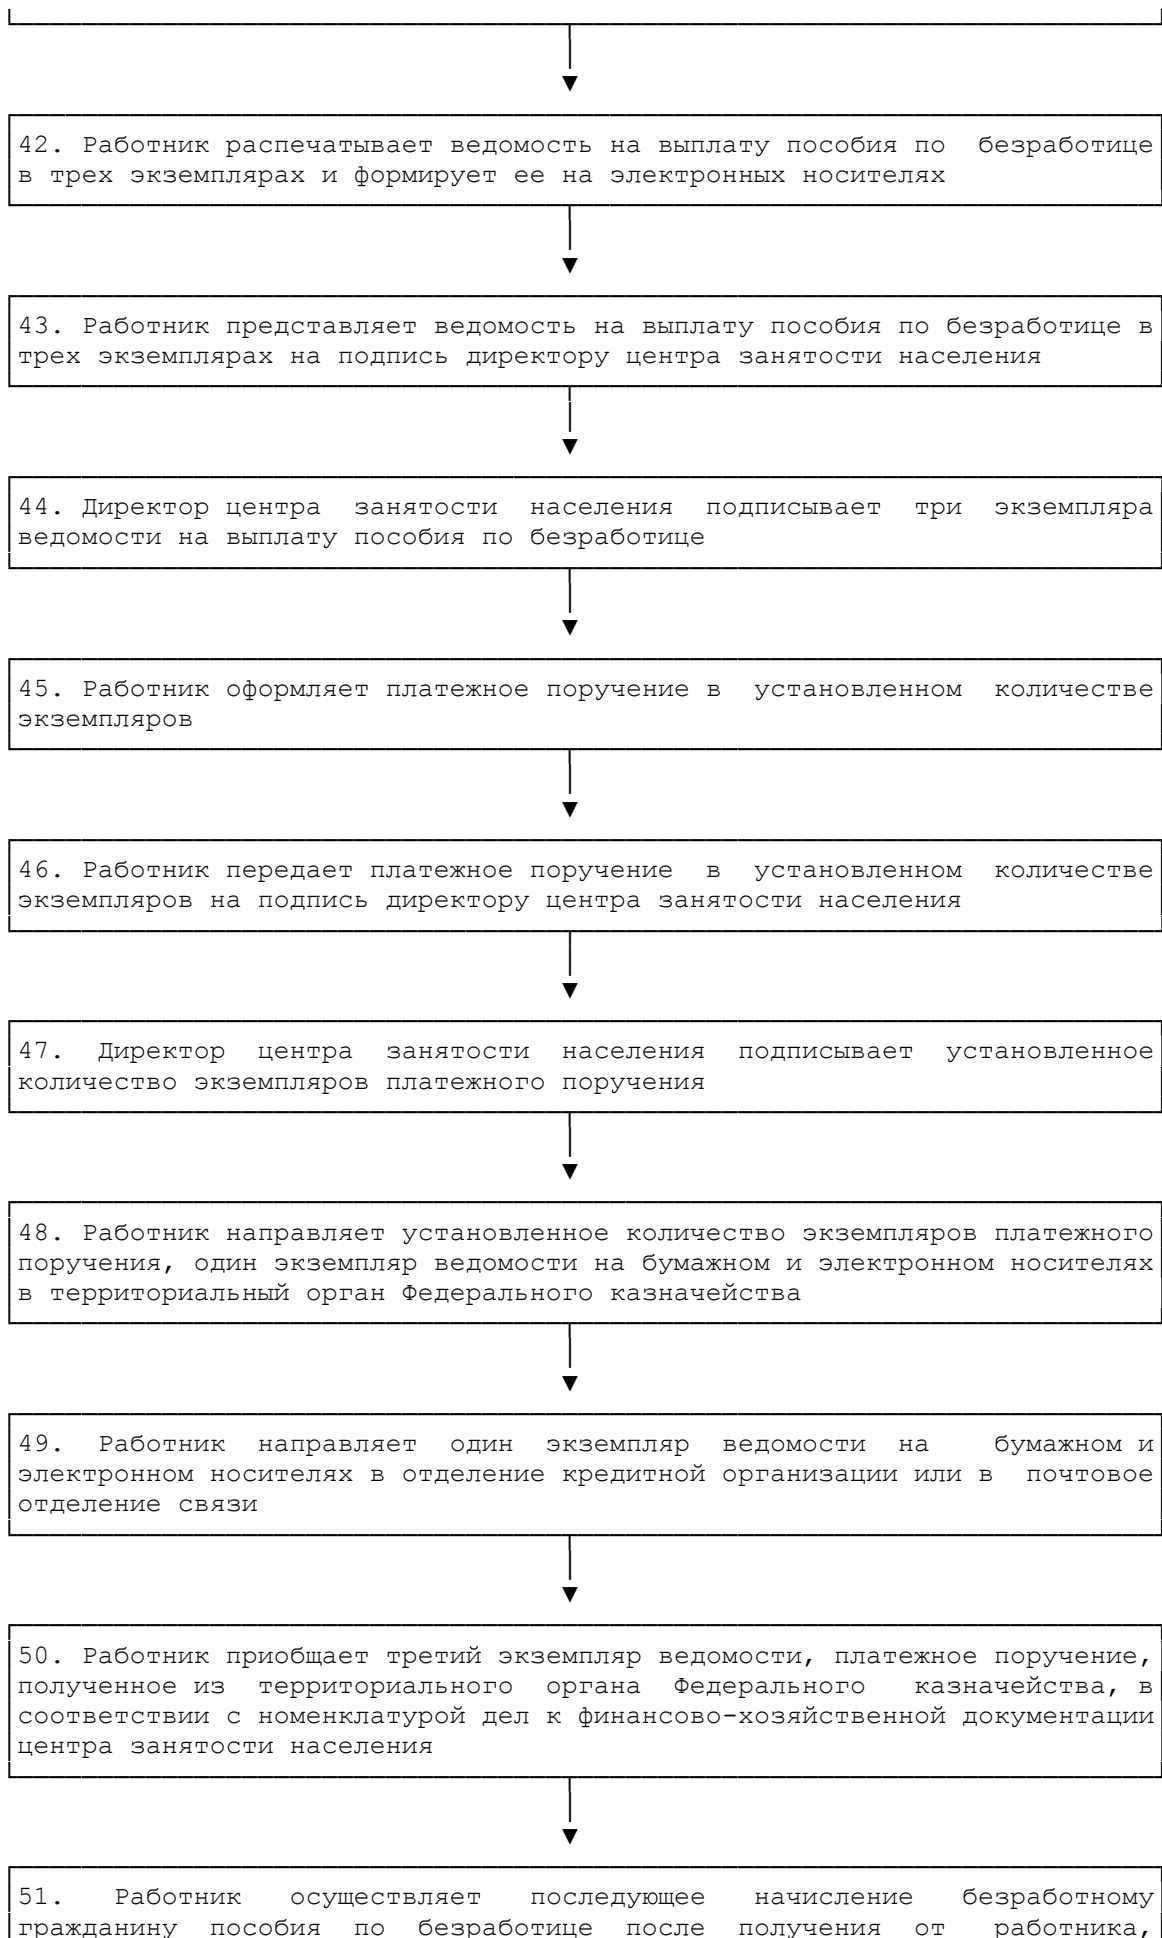 42. Работник распечатывает ведомость на выплату пособия по безработице
в трех экземплярах и формирует ее на электронных носителях
43. Работник представляет ведомость на выплату пособия по безработице в
трех экземплярах на подпись директору центра занятости населения
44. Директор центра занятости населения подписывает три экземпляра
ведомости на выплату пособия по безработице
45. Работник оформляет платежное поручение в установленном количестве
экземпляров
46. Работник передает платежное поручение в установленном количестве
экземпляров на подпись директору центра занятости населения
47. Директор центра занятости населения подписывает установленное
количество экземпляров платежного поручения
48. Работник направляет установленное количество экземпляров платежного
поручения, один экземпляр ведомости на бумажном и электронном носителях
в территориальный орган Федерального казначейства
49. Работник направляет один экземпляр ведомости на бумажном и
электронном носителях в отделение кредитной организации или в почтовое
отделение связи
50. Работник приобщает третий экземпляр ведомости, платежное поручение,
полученное из территориального органа Федерального казначейства, в
соответствии с номенклатурой дел к финансово-хозяйственной документации
центра занятости населения
51. Работник осуществляет последующее начисление безработному
гражданину пособия по безработице после получения от работника,